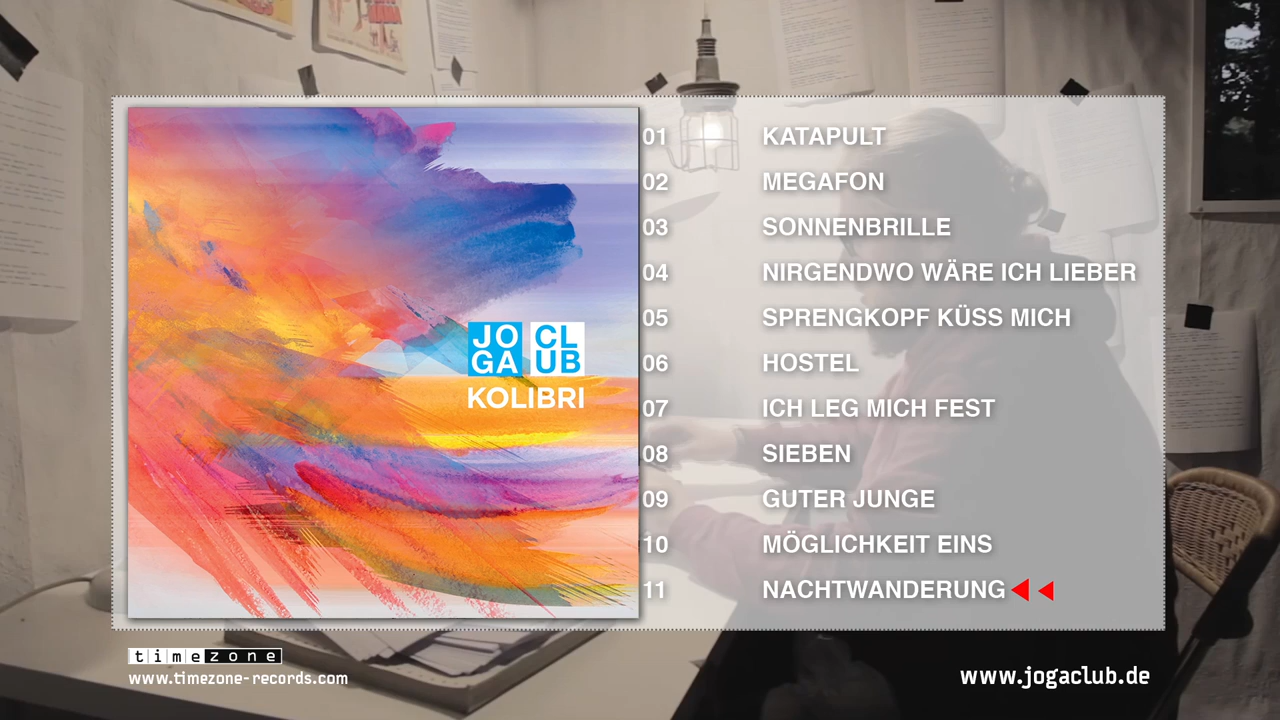 JO CL
GA UB
KOLIBRI
01 KATAPULT
02 MEGAFON
03 SONNENBRILLE
04 NIRGENDWO WÄRE ICH LIEBER
05 SPRENGKOPF KÜSS MICH
06 HOSTEL
07 ICH LEG MICH FEST
08 SIEBEN
09 GUTER JUNGE
10 MÖGLICHKEIT EINS
11 NACHTWANDERUNG
timezone
www.timezone-records.com
www.jogaclub.de